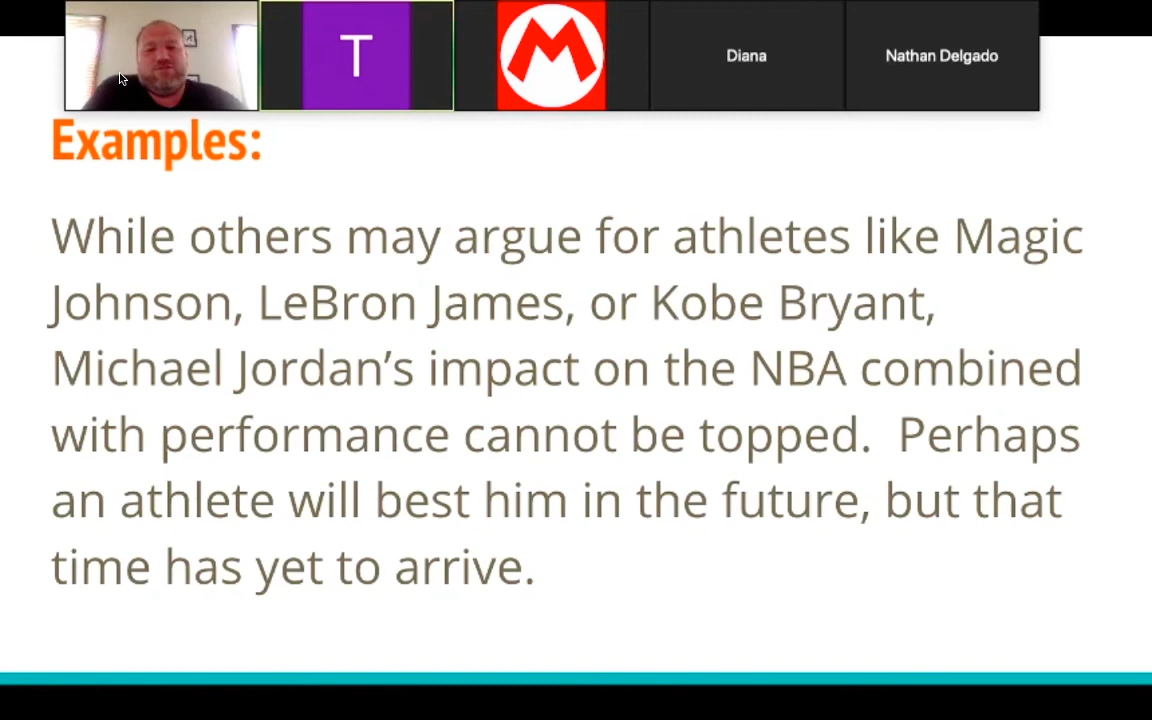 T
M
Diana
Nathan Delgado
Examples:
While others may argue for athletes like Magic
Johnson, LeBron James, or Kobe Bryant,
Michael Jordan’s impact on the NBA combined
with performance cannot be topped.  Perhaps
an athlete will best him in the future, but that
time has yet to arrive.